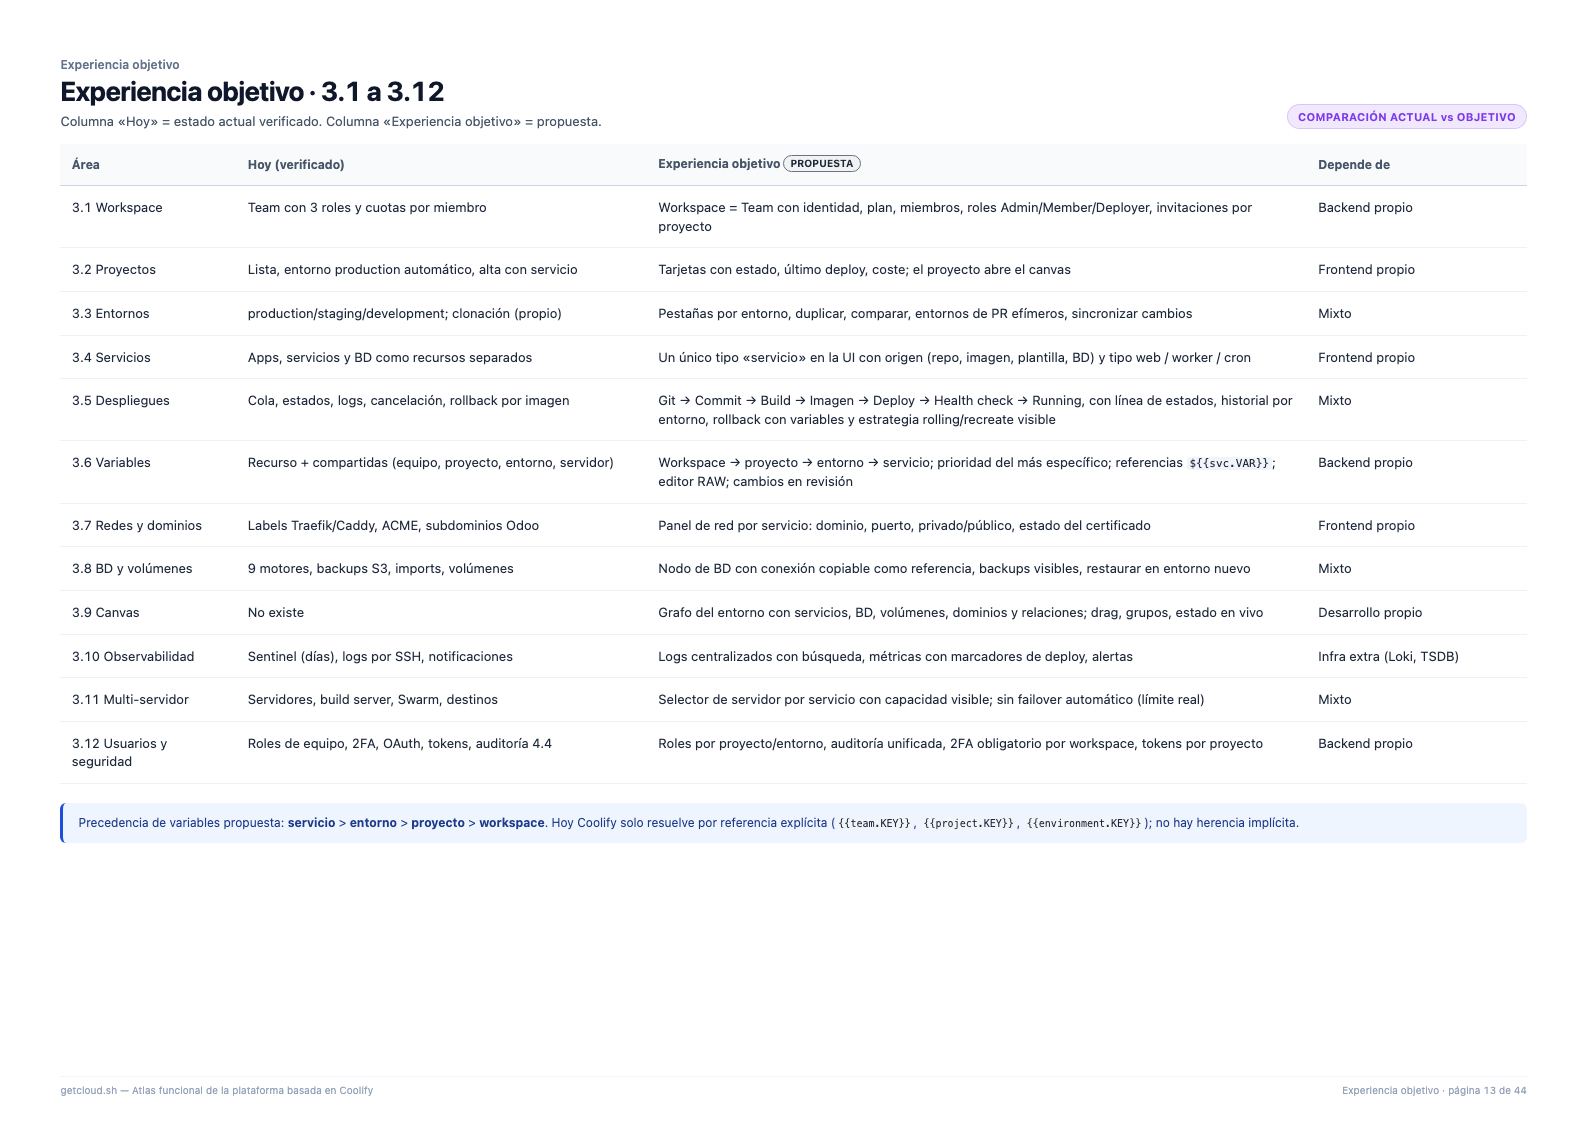 Experiencia objetivo
Experiencia objetivo · 3.1 a 3.12
Columna «Hoy» = estado actual verificado. Columna «Experiencia objetivo» = propuesta.
COMPARACIÓN ACTUAL vs OBJETIVO
Área Hoy (verificado) Experiencia objetivo PROPUESTA Depende de
3.1 Workspace Team con 3 roles y cuotas por miembro Workspace = Team con identidad, plan, miembros, roles Admin/Member/Deployer, invitaciones por Backend propio
proyecto
3.2 Proyectos Lista, entorno production automático, alta con servicio Tarjetas con estado, último deploy, coste; el proyecto abre el canvas Frontend propio
3.3 Entornos production/staging/development; clonación (propio) Pestañas por entorno, duplicar, comparar, entornos de PR efímeros, sincronizar cambios Mixto
3.4 Servicios Apps, servicios y BD como recursos separados Un único tipo «servicio» en la UI con origen (repo, imagen, plantilla, BD) y tipo web / worker / cron Frontend propio
3.5 Despliegues Cola, estados, logs, cancelación, rollback por imagen Git → Commit → Build → Imagen → Deploy → Health check → Running, con línea de estados, historial por Mixto
entorno, rollback con variables y estrategia rolling/recreate visible
3.6 Variables Recurso + compartidas (equipo, proyecto, entorno, servidor) Workspace → proyecto → entorno → servicio; prioridad del más específico; referencias ${{svc.VAR}}; Backend propio
editor RAW; cambios en revisión
3.7 Redes y dominios Labels Traefik/Caddy, ACME, subdominios Odoo Panel de red por servicio: dominio, puerto, privado/público, estado del certificado Frontend propio
3.8 BD y volúmenes 9 motores, backups S3, imports, volúmenes Nodo de BD con conexión copiable como referencia, backups visibles, restaurar en entorno nuevo Mixto
3.9 Canvas No existe Grafo del entorno con servicios, BD, volúmenes, dominios y relaciones; drag, grupos, estado en vivo Desarrollo propio
3.10 Observabilidad Sentinel (días), logs por SSH, notificaciones Logs centralizados con búsqueda, métricas con marcadores de deploy, alertas Infra extra (Loki, TSDB)
3.11 Multi-servidor Servidores, build server, Swarm, destinos Selector de servidor por servicio con capacidad visible; sin failover automático (límite real) Mixto
3.12 Usuarios y Roles de equipo, 2FA, OAuth, tokens, auditoría 4.4 Roles por proyecto/entorno, auditoría unificada, 2FA obligatorio por workspace, tokens por proyecto Backend propio
seguridad
Precedencia de variables propuesta: servicio > entorno > proyecto > workspace. Hoy Coolify solo resuelve por referencia explícita ( {{team.KEY}}, {{project.KEY}}, {{environment.KEY}}); no hay herencia implícita.
getcloud.sh — Atlas funcional de la plataforma basada en Coolify Experiencia objetivo · página 13 de 44